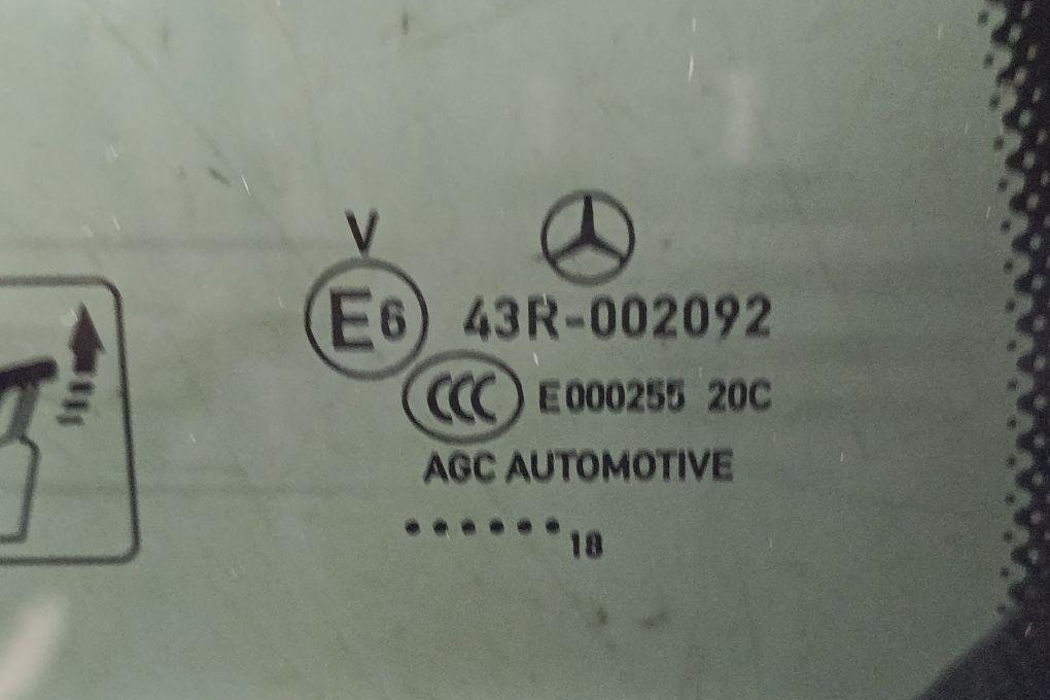 V
E6 43R-002092
CCC E000255 20C
AGC AUTOMOTIVE
•••••• 18